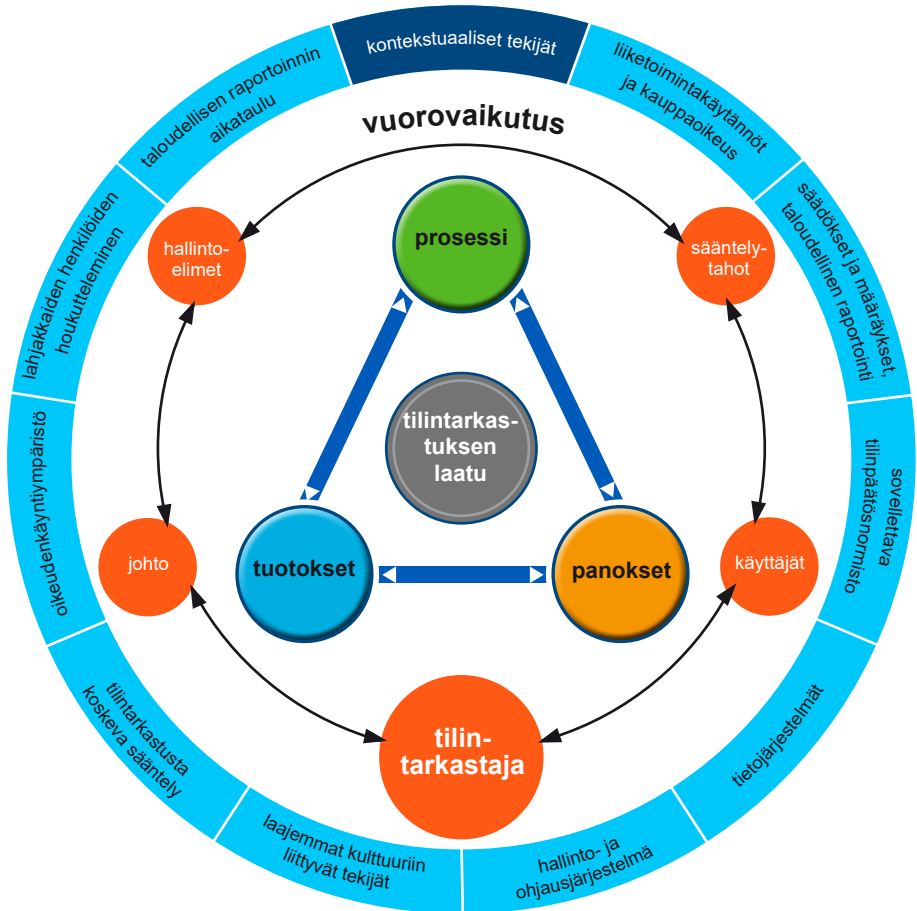 kontekstuaaliset tekijät
liiketoimintakäytännöt
ja kauppaoikeus
säädökset ja määräykset,
taloudellinen raportointi
sovellettava
tilinpäätösnormisto
tietojärjestelmät
hallinto- ja
ohjausjärjestelmä
laajemmat kulttuuriin
liittyvät tekijät
tilintarkastusta
koskeva sääntely
oikeudenkäyntiympäristö
lahjakkaiden henkilöiden
houkutteleminen
taloudellisen raportoinnin
aikataulu
vuorovaikutus
hallinto-
elimet
sääntely-
tahot
käyttäjät
tilin-
tarkastaja
johto
prosessi
tilintarkas-
tuksen
laatu
tuotokset
panokset